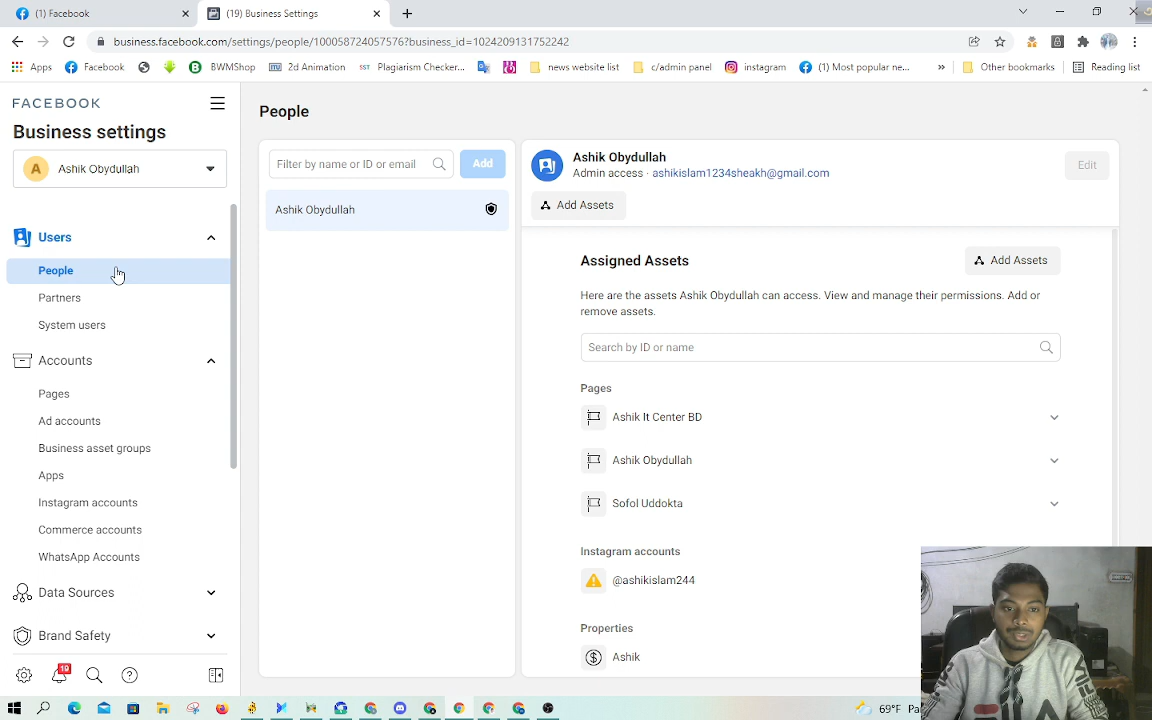 (1) Facebook
(19) Business Settings
business.facebook.com/settings/people/100058724057576?business_id=1024209131752242
Apps
Facebook
BWMShop
2d Animation
Plagiarism Checker...
news website list
c/admin panel
instagram
(1) Most popular ne...
»
Other bookmarks
Reading list
FACEBOOK
Business settings
A
Ashik Obydullah
Users
People
Partners
System users
Accounts
Pages
Ad accounts
Business asset groups
Apps
Instagram accounts
Commerce accounts
WhatsApp Accounts
Data Sources
Brand Safety
19
People
Filter by name or ID or email
Add
Ashik Obydullah
Ashik Obydullah
Admin access · ashikislam1234sheakh@gmail.com
Edit
Add Assets
Assigned Assets
Add Assets
Here are the assets Ashik Obydullah can access. View and manage their permissions. Add or
remove assets.
Search by ID or name
Pages
Ashik It Center BD
Ashik Obydullah
Sofol Uddokta
Instagram accounts
@ashikislam244
Properties
Ashik
69°F